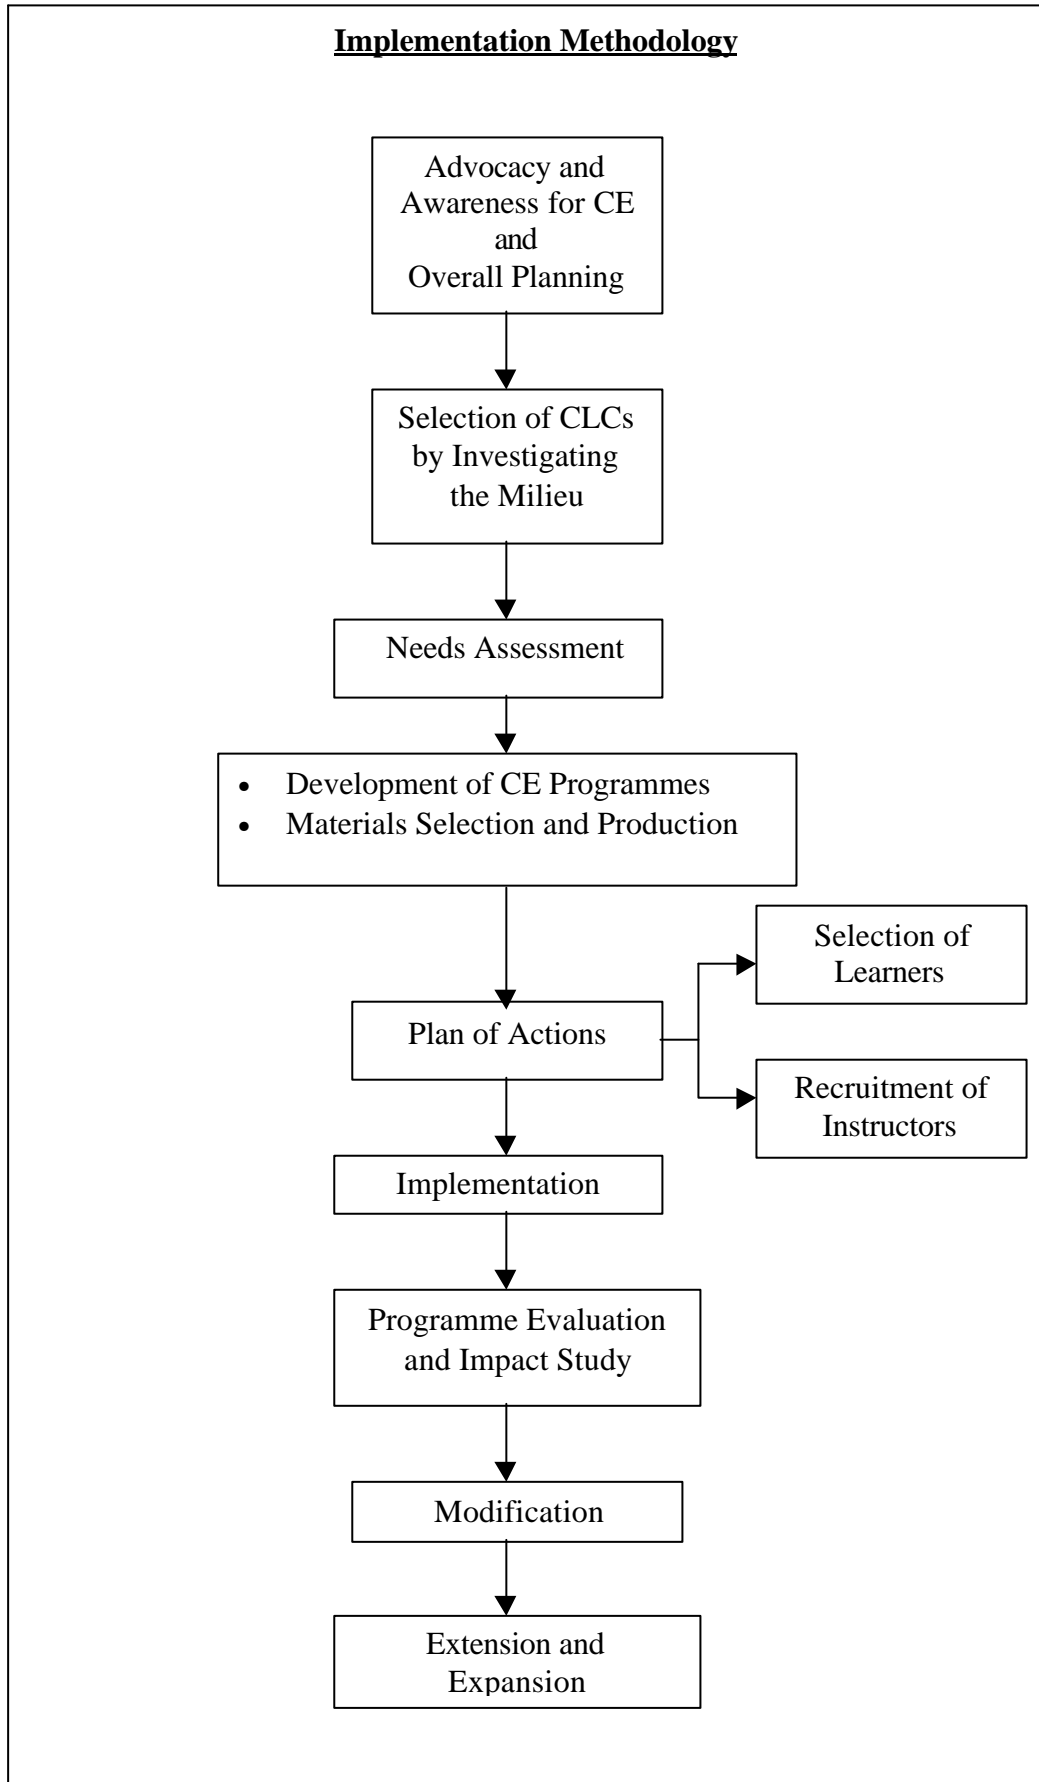 Implementation Methodology
Advocacy and
Awareness for CE
and
Overall Planning
Selection of CLCs
by Investigating
the Milieu
Needs Assessment
• Development of CE Programmes
• Materials Selection and Production
Selection of
Learners
Plan of Actions
Recruitment of
Instructors
Implementation
Programme Evaluation
and Impact Study
Modification
Extension and
Expansion